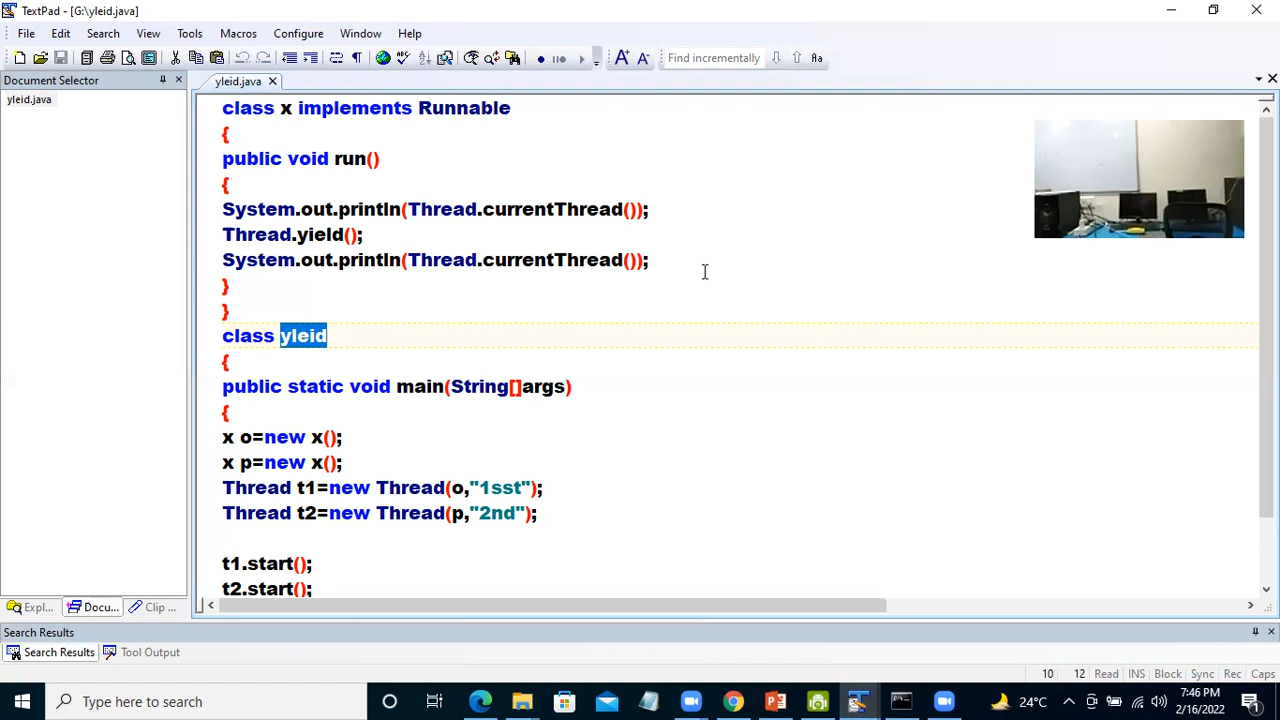 TextPad - [G:\yleid.java]
File Edit Search View Tools Macros Configure Window Help
Find incrementally Aa
Document Selector
yleid.java
yleid.java
class x implements Runnable
{
public void run()
{
System.out.println(Thread.currentThread());
Thread.yield();
System.out.println(Thread.currentThread());
}
}
class yleid
{
public static void main(String[]args)
{
x o=new x();
x p=new x();
Thread t1=new Thread(o,"1sst");
Thread t2=new Thread(p,"2nd");
t1.start();
t2.start();
Expl... Docu... Clip ...
Search Results
Search Results Tool Output
10 12 Read INS Block Sync Rec Caps
Type here to search
24°C
7:46 PM
2/16/2022